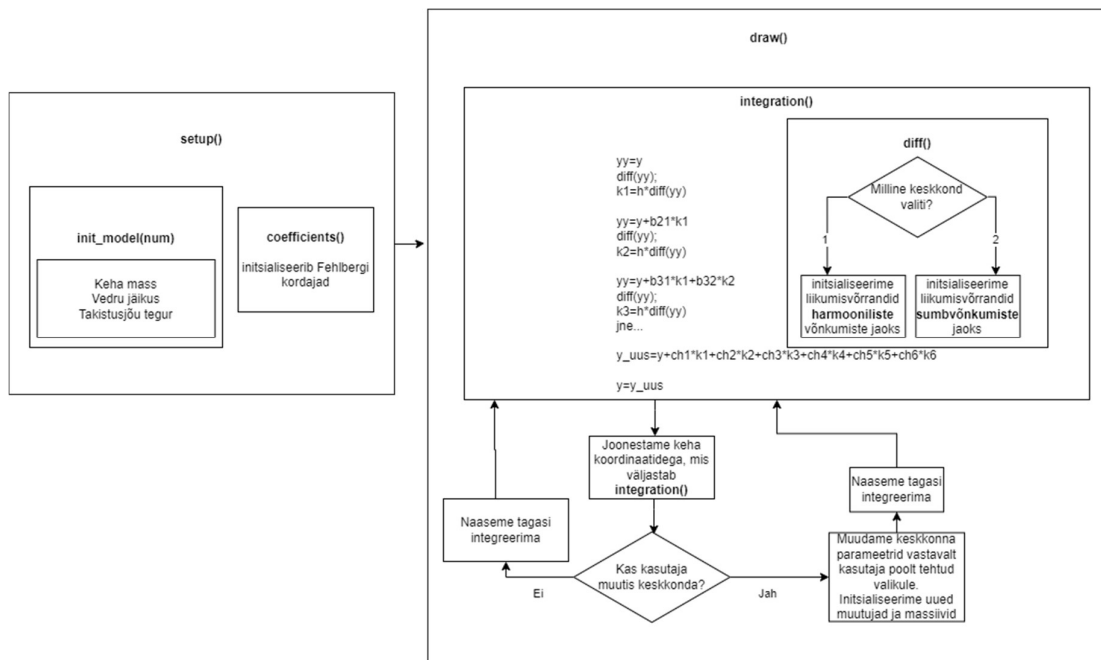 setup()
init_model(num)
Keha mass
Vedru jäikus
Takistusjõu tegur
coefficients()
initsialiseerib Fehlbergi
kordajad
draw()
integration()
yy=y
diff(yy);
k1=h*diff(yy)
yy=y+b21*k1
diff(yy);
k2=h*diff(yy)
yy=y+b31*k1+b32*k2
diff(yy);
k3=h*diff(yy)
jne...
y_uus=y+ch1*k1+ch2*k2+ch3*k3+ch4*k4+ch5*k5+ch6*k6
y=y_uus
diff()
Milline keskkond
valiti?
1
2
initsialiseerime
liikumisvõrrandid
harmooniliste
võnkumiste jaoks
initsialiseerime
liikumisvõrrandid
sumbvõnkumiste
jaoks
Joonestame keha
koordinaatidega, mis
väljastab
integration()
Kas kasutaja
muutis keskkonda?
Ei
Naaseme tagasi
integreerima
Jah
Muudame keskkonna
parameetrid vastavalt
kasutaja poolt tehtud
valikule.
Initsialiseerime uued
muutujad ja massiivid
Naaseme tagasi
integreerima